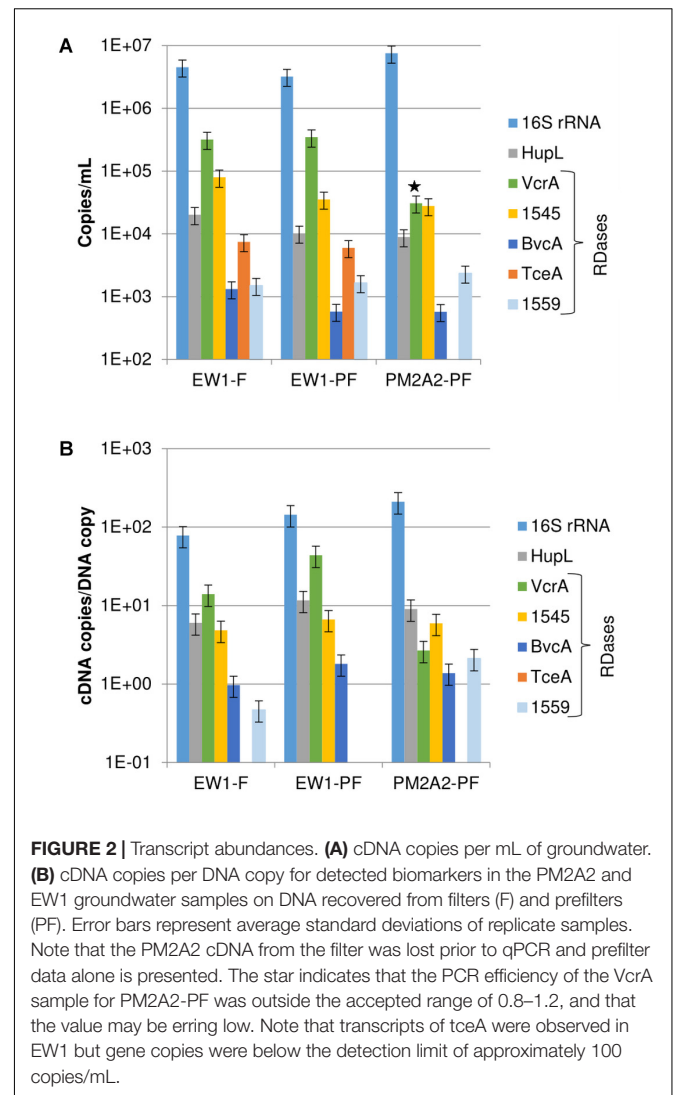 A
1E+07
1E+06
1E+05
1E+04
1E+03
1E+02
Copies/mL
★
EW1-F
EW1-PF
PM2A2-PF
16S rRNA
HupL
VcrA
1545
BvcA
TceA
1559
RDases
B
1E+03
1E+02
1E+01
1E+00
1E-01
cDNA copies/DNA copy
EW1-F
EW1-PF
PM2A2-PF
16S rRNA
HupL
VcrA
1545
BvcA
TceA
1559
RDases
FIGURE 2 | Transcript abundances. (A) cDNA copies per mL of groundwater.
(B) cDNA copies per DNA copy for detected biomarkers in the PM2A2 and
EW1 groundwater samples on DNA recovered from filters (F) and prefilters
(PF). Error bars represent average standard deviations of replicate samples.
Note that the PM2A2 cDNA from the filter was lost prior to qPCR and prefilter
data alone is presented. The star indicates that the PCR efficiency of the VcrA
sample for PM2A2-PF was outside the accepted range of 0.8–1.2, and that
the value may be erring low. Note that transcripts of tceA were observed in
EW1 but gene copies were below the detection limit of approximately 100
copies/mL.